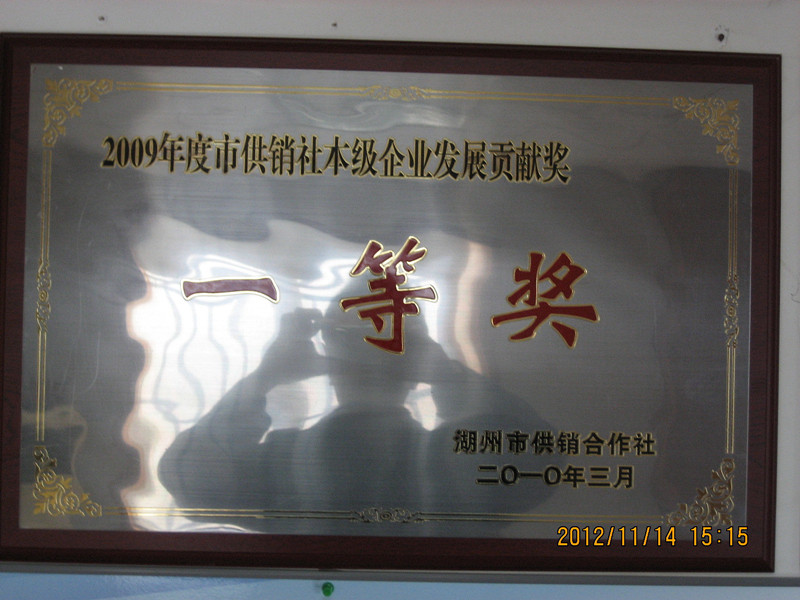 2009年度市供销社本级企业发展贡献奖
一等奖
湖州市供销合作社
二〇一〇年三月
2012/11/14 15:15